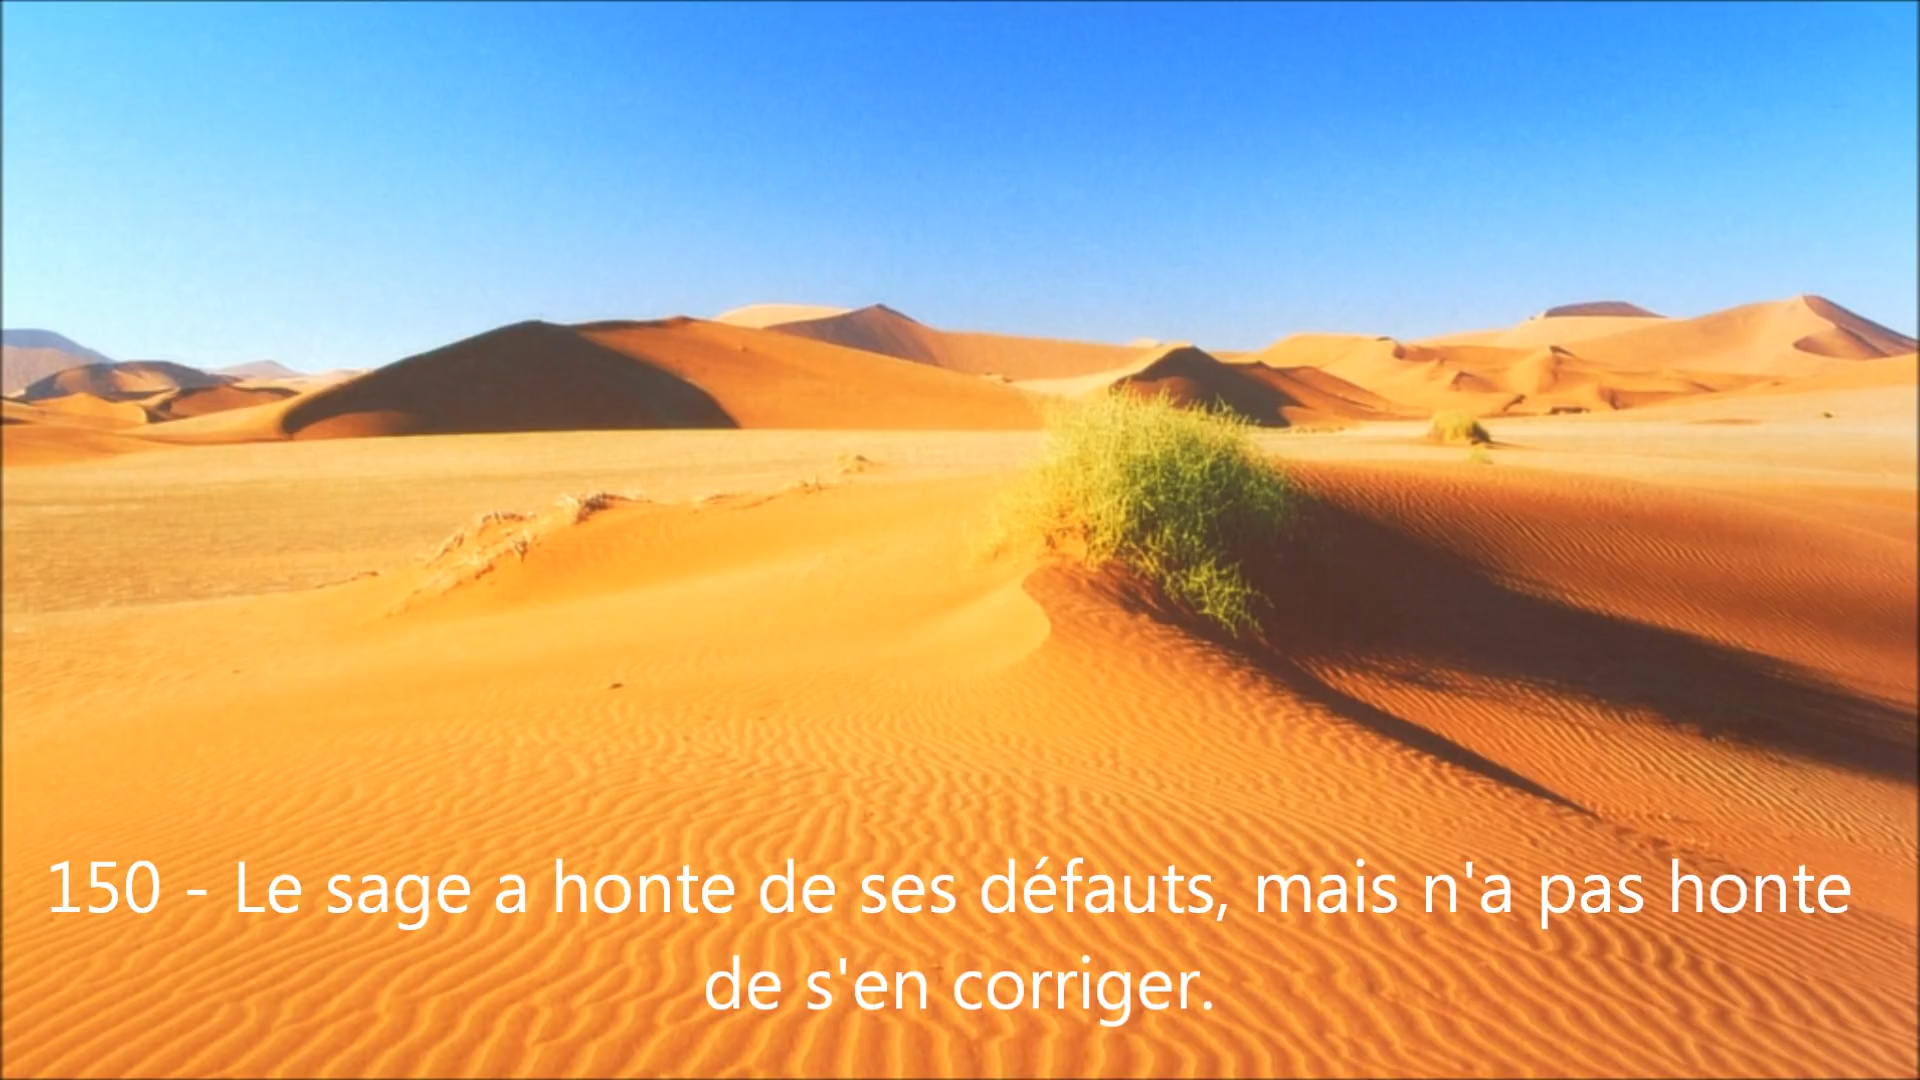 150 - Le sage a honte de ses défauts, mais n'a pas honte
de s'en corriger.